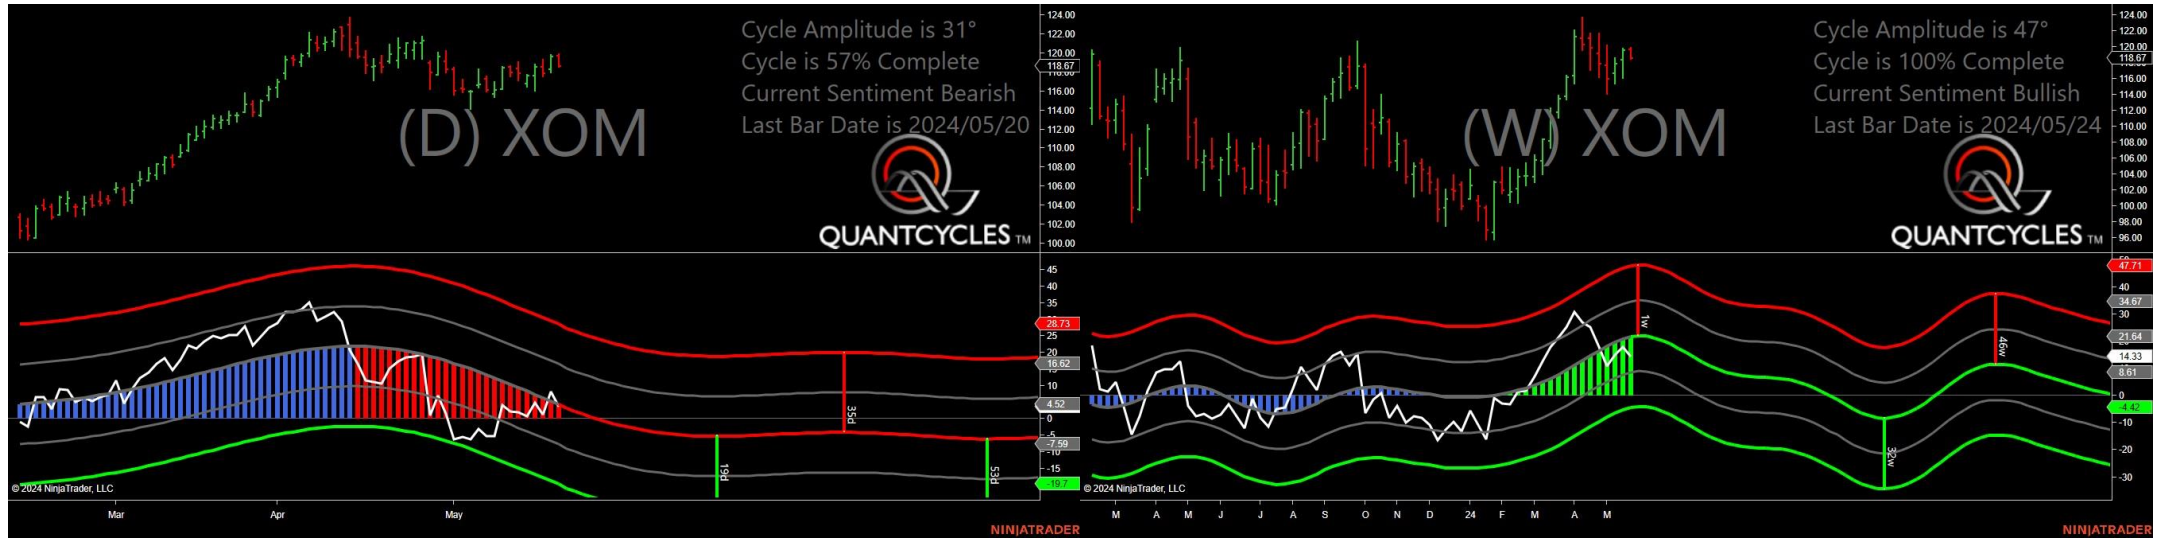 Cycle Amplitude is 31°
Cycle is 57% Complete
Current Sentiment Bearish
Last Bar Date is 2024/05/20
(D) XOM
QUANTCYCLES TM
124.00
122.00
120.00
118.67
116.00
114.00
112.00
110.00
108.00
106.00
104.00
102.00
100.00
45
40
35
30
28.73
25
20
16.62
10
4.52
0
-5
-7.59
-10
-15
-19.7
19d
35d
53d
© 2024 NinjaTrader, LLC
Mar
Apr
May
NINJATRADER
Cycle Amplitude is 47°
Cycle is 100% Complete
Current Sentiment Bullish
Last Bar Date is 2024/05/24
(W) XOM
QUANTCYCLES TM
124.00
122.00
120.00
118.67
116.00
114.00
112.00
110.00
108.00
106.00
104.00
102.00
100.00
98.00
96.00
47.71
40
34.67
30
21.64
14.33
8.61
0
-4.42
-10
-20
-30
1w
32w
46w
© 2024 NinjaTrader, LLC
M A M J J A S O N D 24 F M A M
NINJATRADER